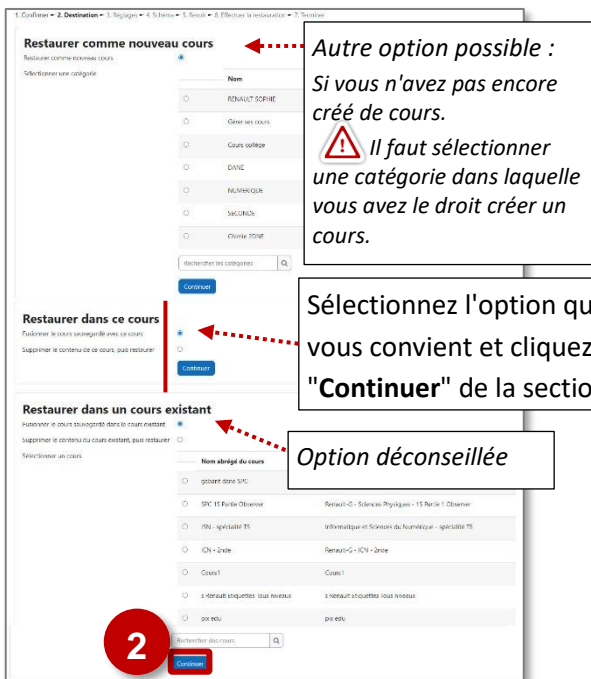 1. Confirmer ► 2. Destination ► 3. Réglages ► 4. Schéma ► 5. Revoir ► 6. Effectuer la restauration ► 7. Terminer
Restaurer comme nouveau cours
Restaurer comme nouveau cours
Sélectionner une catégorie
Nom
RENAULT SOPHIE
Gérer ses cours
Cours collège
DANE
NUMERIQUE
SECONDE
Chimie 2DNE
Rechercher les catégories
Continuer
Autre option possible :
Si vous n'avez pas encore
créé de cours.
Il faut sélectionner
une catégorie dans laquelle
vous avez le droit créer un
cours.
Restaurer dans ce cours
Fusionner le cours sauvegardé avec ce cours
Supprimer le contenu de ce cours, puis restaurer
Continuer
Sélectionnez l'option qu
vous convient et cliquez
"Continuer" de la sectio
Restaurer dans un cours existant
Fusionner le cours sauvegardé dans le cours existant
Supprimer le contenu du cours existant, puis restaurer
Sélectionner un cours
Option déconseillée
Nom abrégé du cours
gabarit dane SPC
SPC 1S Partie Observer Renault-G - Sciences Physiques - 1S Partie 1 Observer
ISN - spécialité TS Informatique et Sciences du Numérique - spécialité TS
ICN - 2nde Renault-G - ICN - 2nde
Cours1 Cours 1
s Renault Etiquettes Tous niveaux s Renault Etiquettes Tous niveaux
pix edu pix edu
Rechercher des cours
2
Continuer